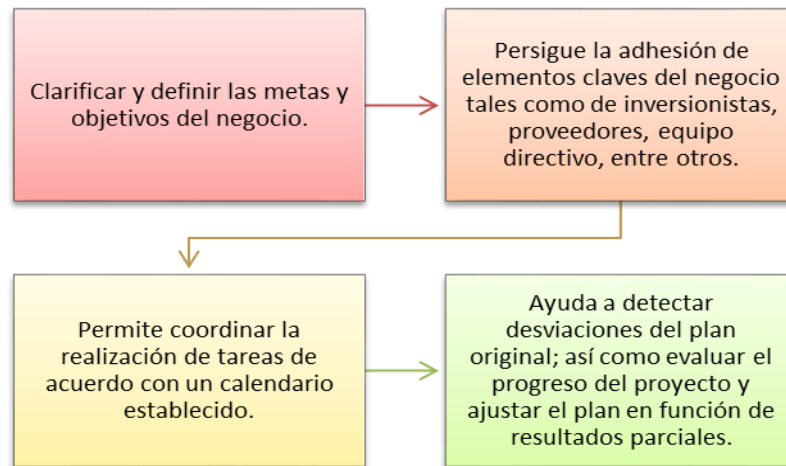 Clarificar y definir las metas y
objetivos del negocio.
Persigue la adhesión de
elementos claves del negocio
tales como de inversionistas,
proveedores, equipo
directivo, entre otros.
Permite coordinar la
realización de tareas de
acuerdo con un calendario
establecido.
Ayuda a detectar
desviaciones del plan
original; así como evaluar el
progreso del proyecto y
ajustar el plan en función de
resultados parciales.